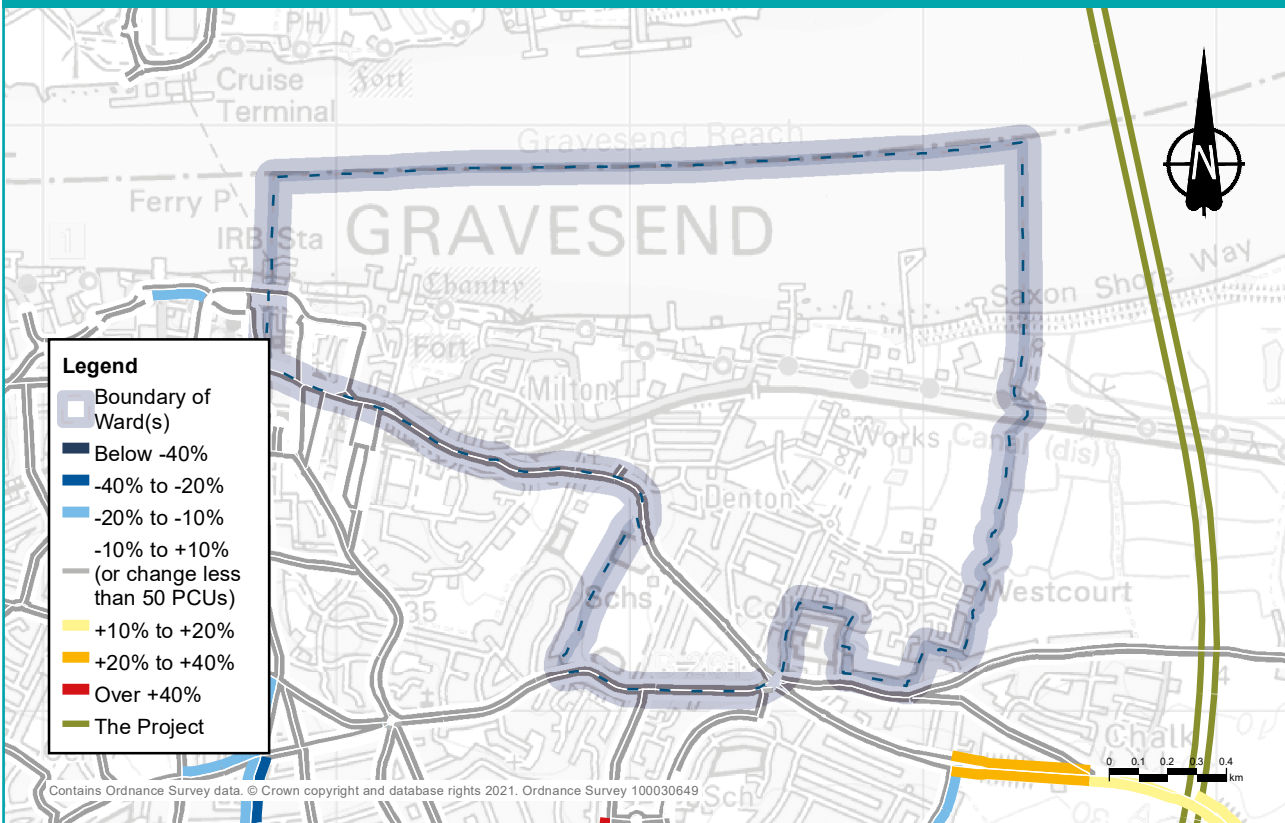 PH
Cruise
Terminal
Fort
Gravesend Reach
N
Ferry P
IRB Sta
GRAVESEND
1
Chantry
Saxon Shore Way
Fort
Milton
Works
Canal (dis)
Denton
Schs
35
Westcourt
Chalk
4
Sch
Legend
Boundary of
Ward(s)
Below -40%
-40% to -20%
-20% to -10%
-10% to +10%
(or change less
than 50 PCUs)
+10% to +20%
+20% to +40%
Over +40%
The Project
0 0.1 0.2 0.3 0.4
km
Contains Ordnance Survey data. © Crown copyright and database rights 2021. Ordnance Survey 100030649